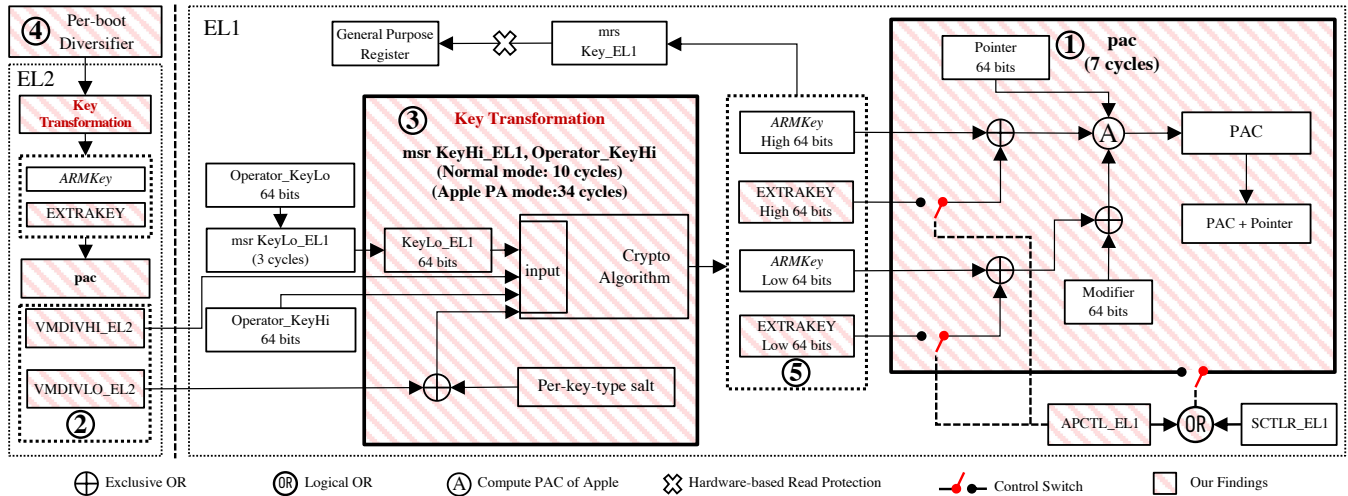 ④ Per-boot
Diversifier
EL2
Key
Transformation
ARMKey
EXTRAKEY
pac
VMDIVHI_EL2
VMDIVLO_EL2
②
EL1
General Purpose
Register
mrs
Key_EL1
③ Key Transformation
msr KeyHi_EL1, Operator_KeyHi
(Normal mode: 10 cycles)
(Apple PA mode:34 cycles)
Operator_KeyLo
64 bits
msr KeyLo_EL1
(3 cycles)
KeyLo_EL1
64 bits
input
Crypto
Algorithm
Operator_KeyHi
64 bits
Per-key-type salt
ARMKey
High 64 bits
EXTRAKEY
High 64 bits
ARMKey
Low 64 bits
EXTRAKEY
Low 64 bits
⑤
① pac
(7 cycles)
Pointer
64 bits
A
PAC
PAC + Pointer
Modifier
64 bits
APCTL_EL1
OR
SCTLR_EL1
Exclusive OR
OR Logical OR
A Compute PAC of Apple
Hardware-based Read Protection
Control Switch
Our Findings